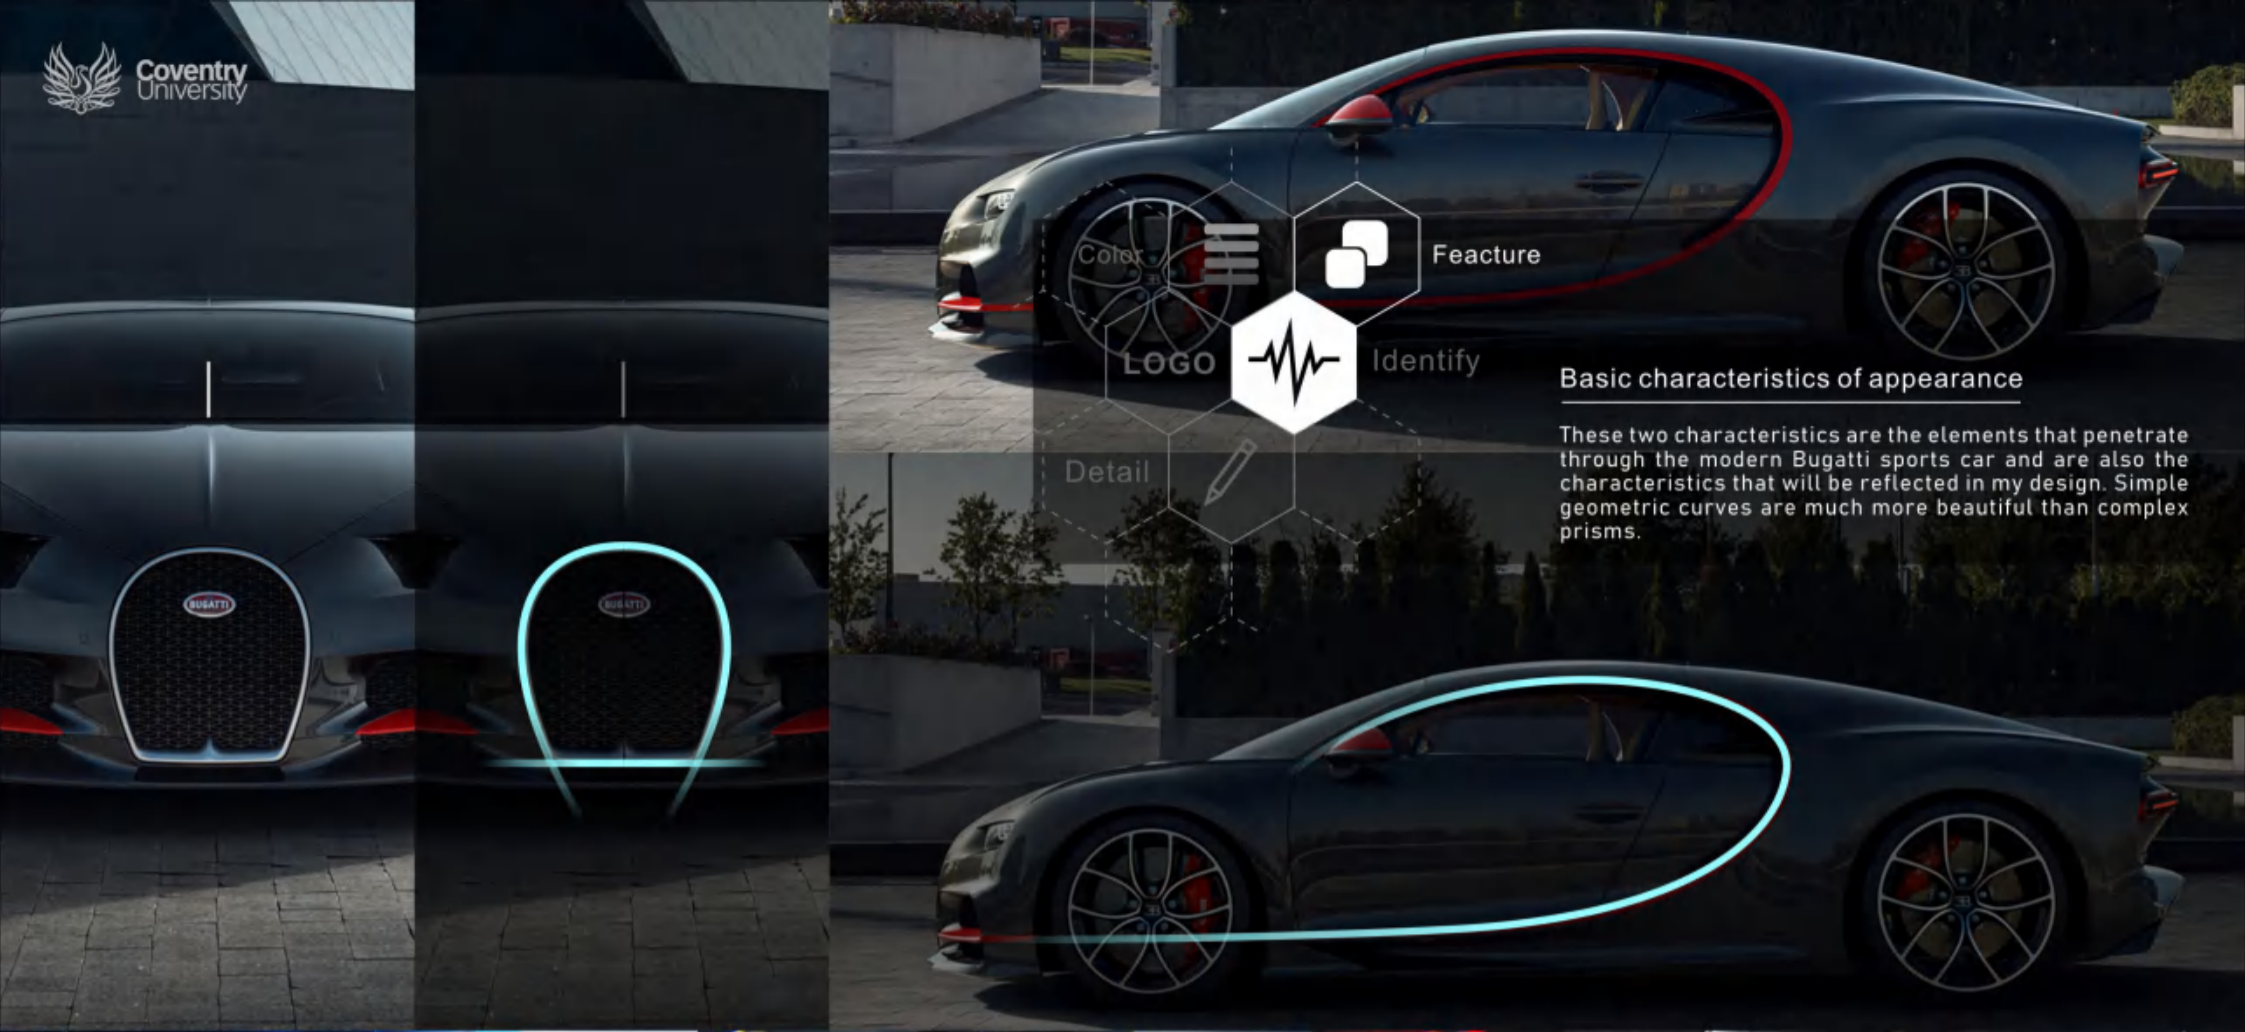 Coventry
University
Color
Feacture
LOGO
Identify
Detail
Basic characteristics of appearance
These two characteristics are the elements that penetrate
through the modern Bugatti sports car and are also the
characteristics that will be reflected in my design. Simple
geometric curves are much more beautiful than complex
prisms.
BUGATTI
BUGATTI